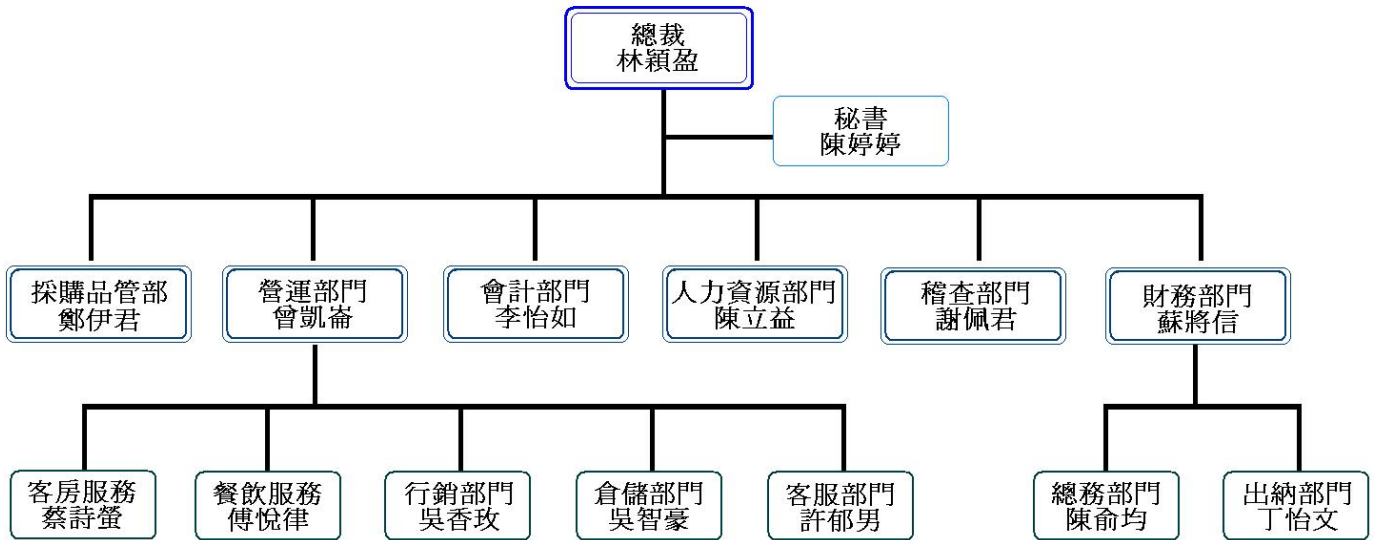 總裁
林穎盈
秘書
陳婷婷
採購品管部
鄭伊君
營運部門
曾凱崙
會計部門
李怡如
人力資源部門
陳立益
稽查部門
謝佩君
財務部門
蘇將信
客房服務
蔡詩螢
餐飲服務
傅悅律
行銷部門
吳香玫
倉儲部門
吳智豪
客服部門
許郁男
總務部門
陳俞均
出納部門
丁怡文